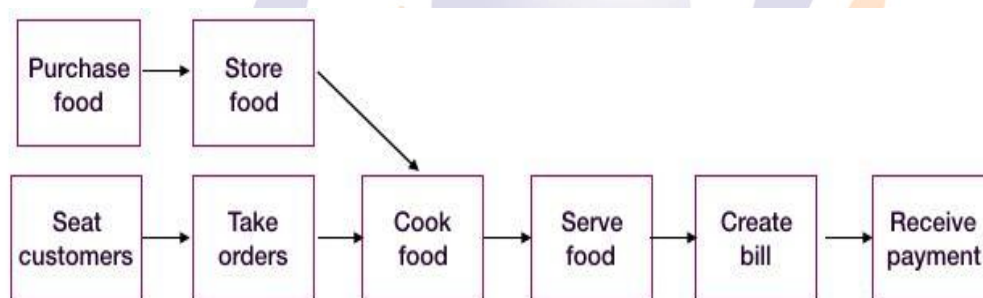 Purchase
food
Store
food
Seat
customers
Take
orders
Cook
food
Serve
food
Create
bill
Receive
payment